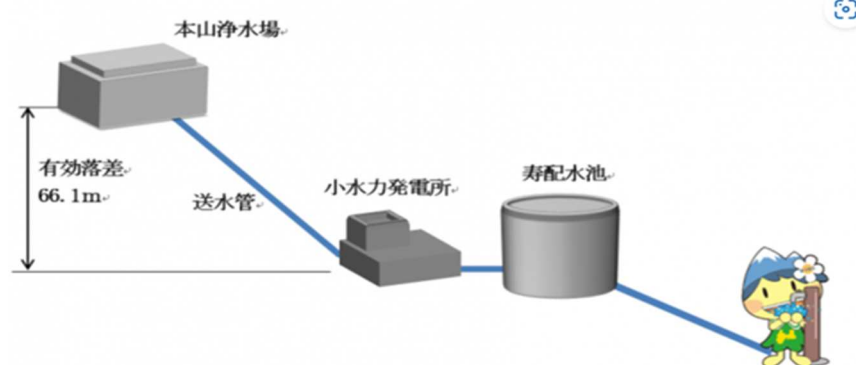 本山浄水場
有効落差
66.1m
送水管
小水力発電所
寿配水池